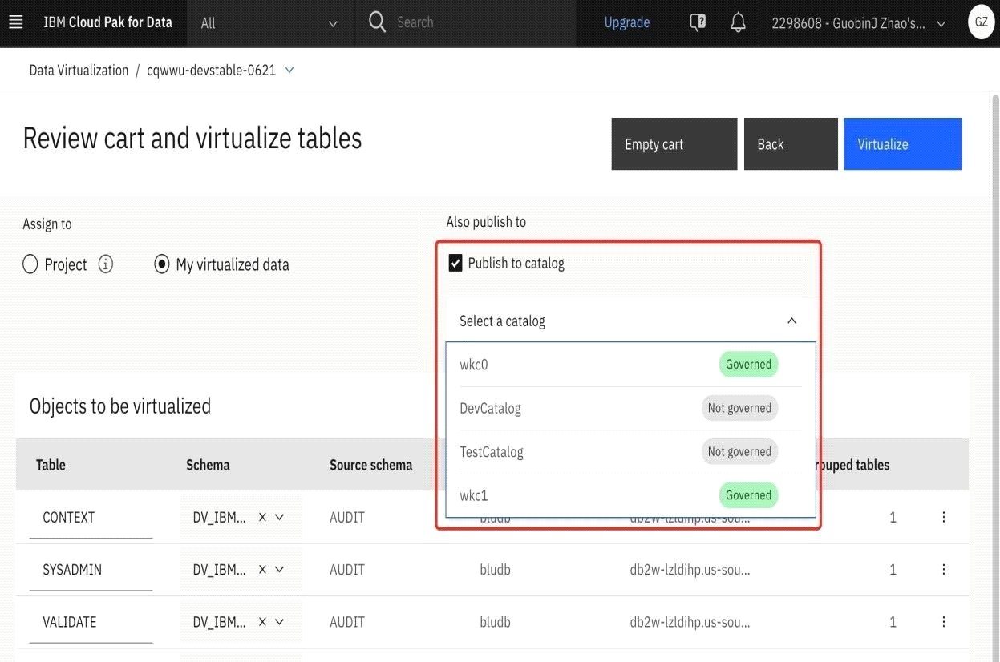 IBM Cloud Pak for Data All Search Upgrade 2298608 - GuobinJ Zhao's... GZ
Data Virtualization / cqwwu-devstable-0621
Review cart and virtualize tables
Empty cart Back Virtualize
Assign to
Project My virtualized data
Also publish to
Publish to catalog
Select a catalog
wkc0 Governed
DevCatalog Not governed
TestCatalog Not governed
wkc1 Governed
Objects to be virtualized
Table Schema Source schema rouped tables
CONTEXT DV_IBM... AUDIT bludb db2w-lzldihp.us-sou... 1
SYSADMIN DV_IBM... AUDIT bludb db2w-lzldihp.us-sou... 1
VALIDATE DV_IBM... AUDIT bludb db2w-lzldihp.us-sou... 1